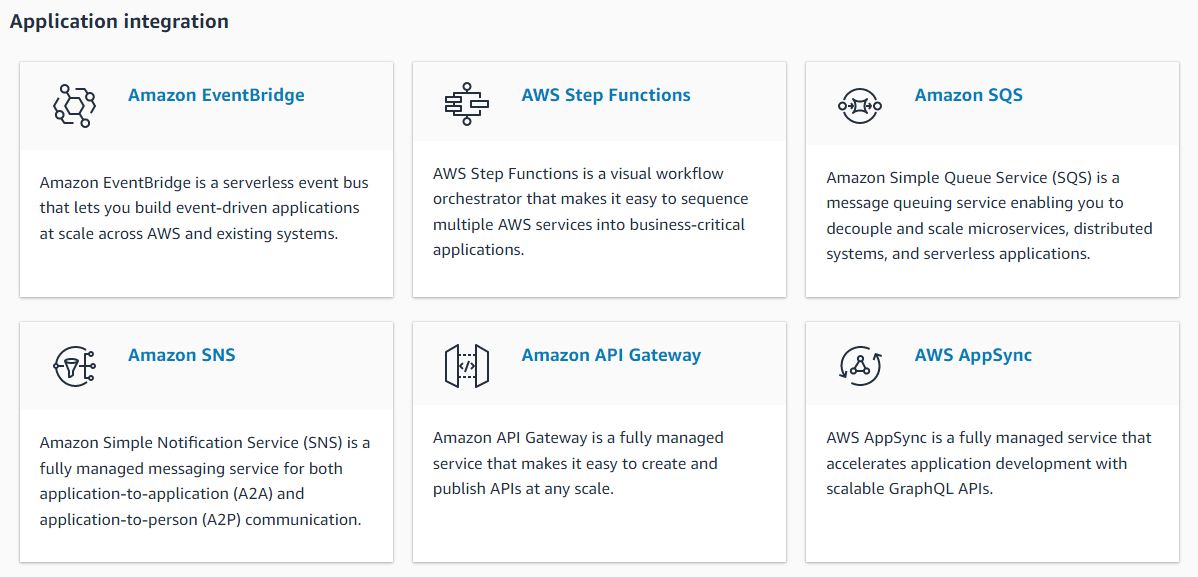 Application integration
Amazon EventBridge
Amazon EventBridge is a serverless event bus
that lets you build event-driven applications
at scale across AWS and existing systems.
AWS Step Functions
AWS Step Functions is a visual workflow
orchestrator that makes it easy to sequence
multiple AWS services into business-critical
applications.
Amazon SQS
Amazon Simple Queue Service (SQS) is a
message queuing service enabling you to
decouple and scale microservices, distributed
systems, and serverless applications.
Amazon SNS
Amazon Simple Notification Service (SNS) is a
fully managed messaging service for both
application-to-application (A2A) and
application-to-person (A2P) communication.
Amazon API Gateway
</>
Amazon API Gateway is a fully managed
service that makes it easy to create and
publish APIs at any scale.
AWS AppSync
AWS AppSync is a fully managed service that
accelerates application development with
scalable GraphQL APIs.